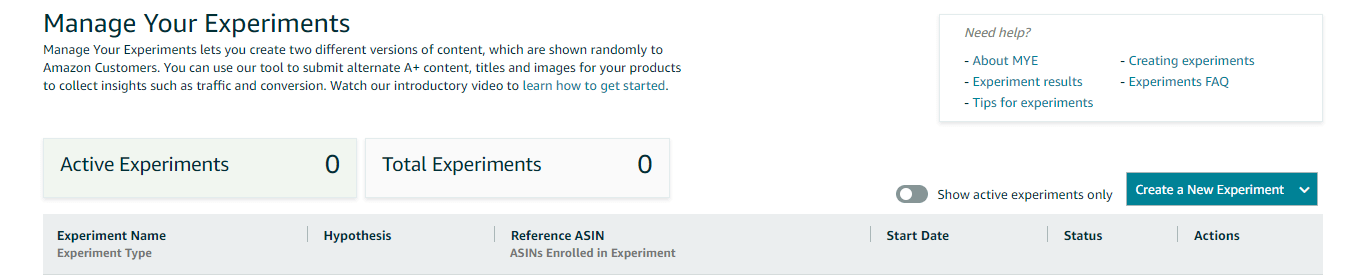 Manage Your Experiments
Manage Your Experiments lets you create two different versions of content, which are shown randomly to
Amazon Customers. You can use our tool to submit alternate A+ content, titles and images for your products
to collect insights such as traffic and conversion. Watch our introductory video to learn how to get started.
Need help?
- About MYE
- Creating experiments
- Experiment results
- Experiments FAQ
- Tips for experiments
Active Experiments 0
Total Experiments 0
Show active experiments only
Create a New Experiment
Experiment Name
Experiment Type
Hypothesis
Reference ASIN
ASINs Enrolled in Experiment
Start Date
Status
Actions